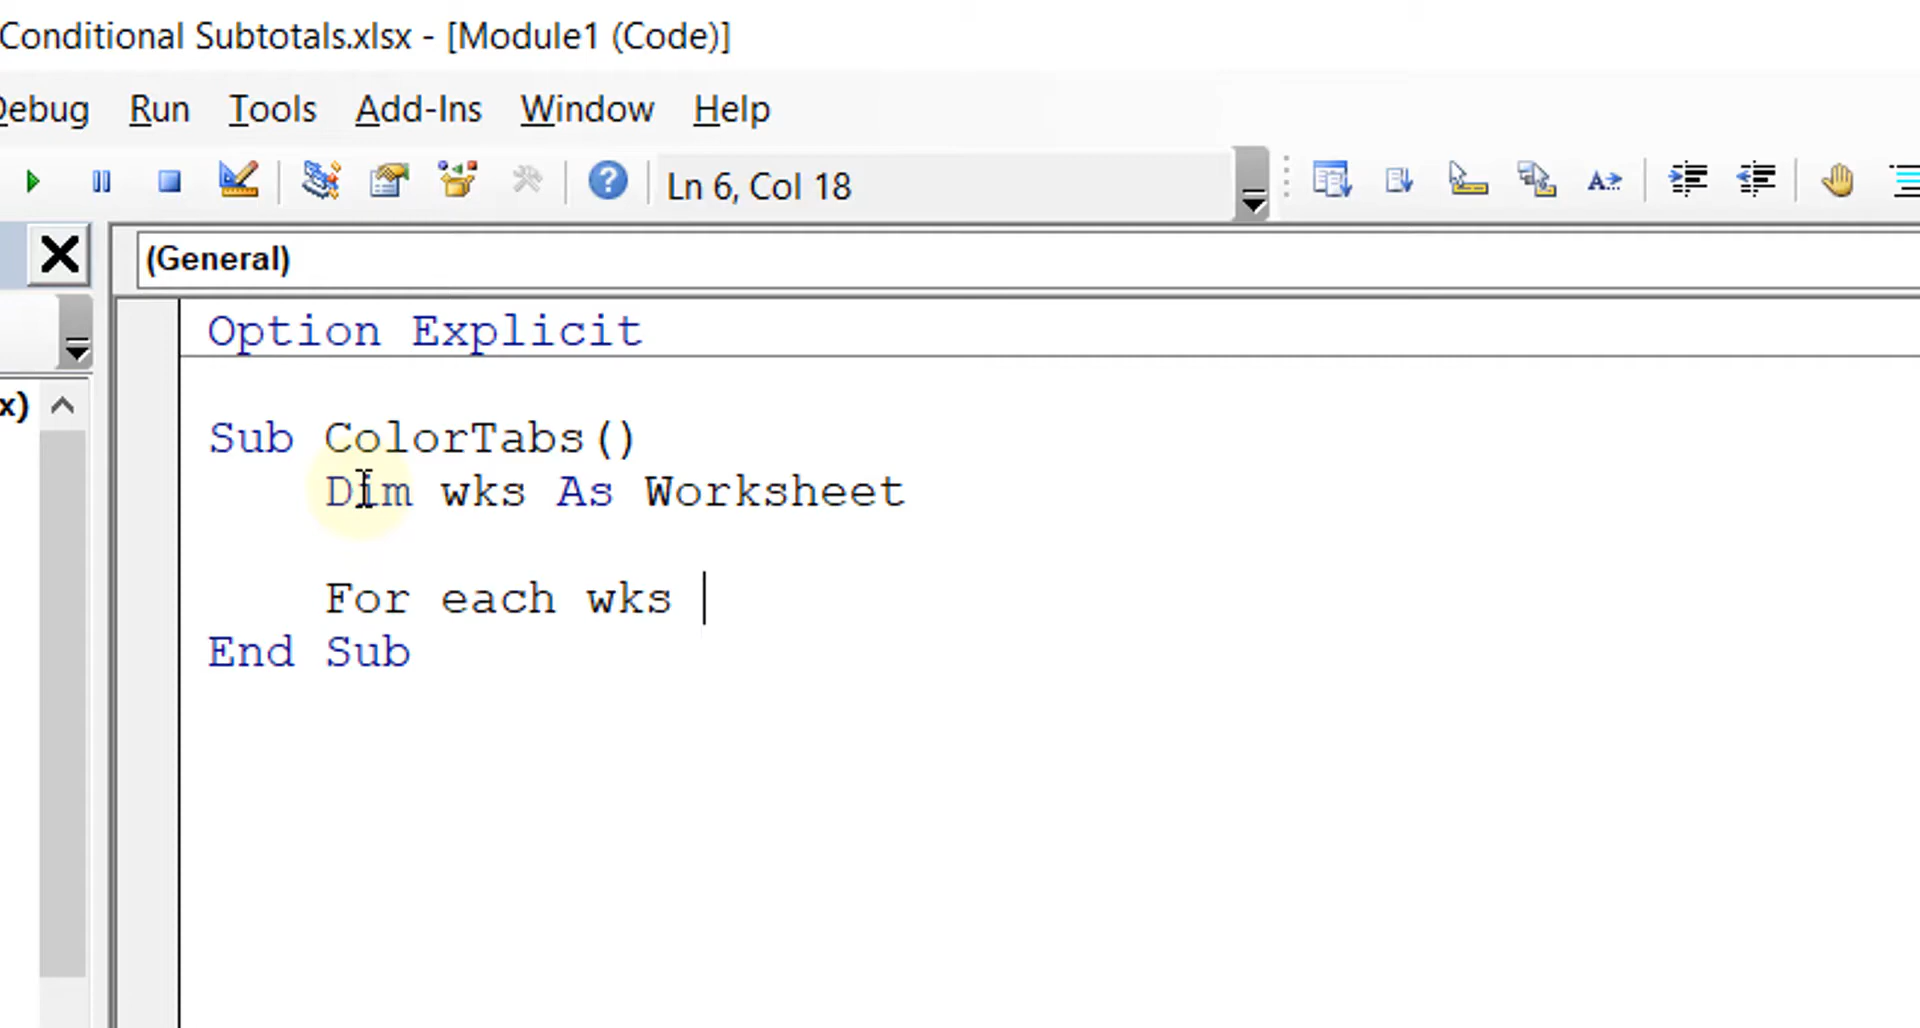 Conditional Subtotals.xlsx - [Module1 (Code)]
Debug Run Tools Add-Ins Window Help
Ln 6, Col 18
(General)
Option Explicit
x)
Sub ColorTabs()
Dim wks As Worksheet
For each wks
End Sub